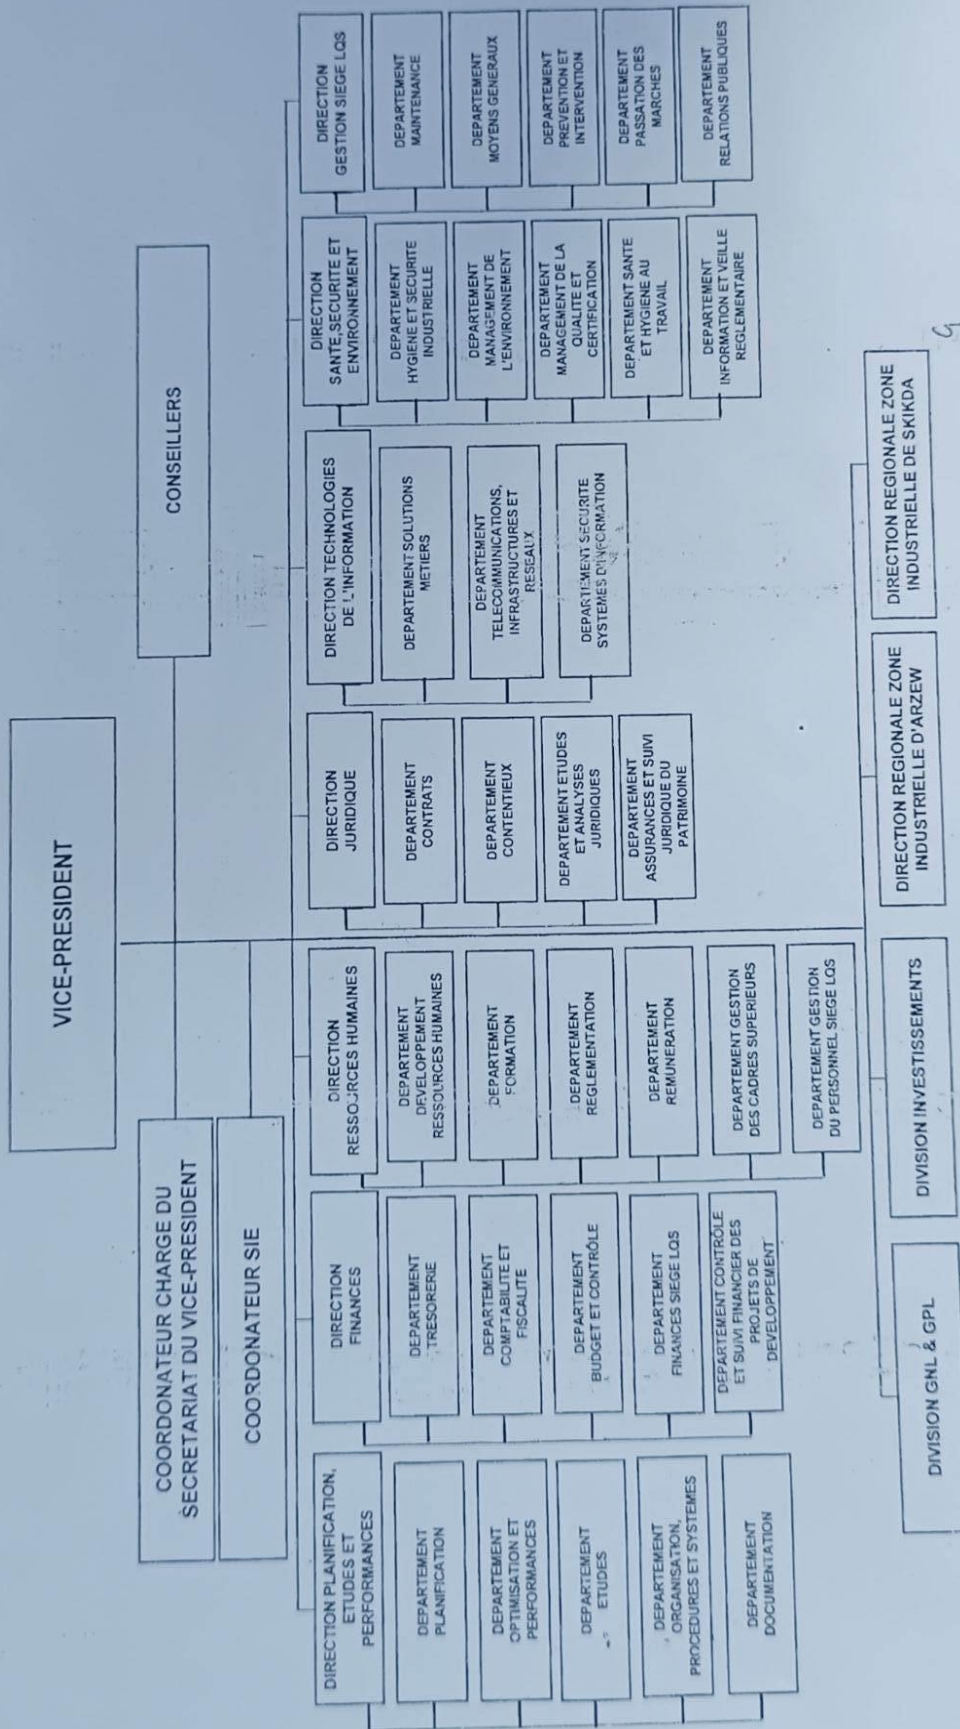 VICE-PRESIDENT
COORDONATEUR CHARGE DU
SECRETARIAT DU VICE-PRESIDENT
CONSEILLERS
COORDONATEUR SIE
DIRECTION PLANIFICATION,
ETUDES ET
PERFORMANCES
DEPARTEMENT
PLANIFICATION
DEPARTEMENT
OPTIMISATION ET
PERFORMANCES
DEPARTEMENT
ETUDES
DEPARTEMENT
ORGANISATION,
PROCEDURES ET SYSTEMES
DEPARTEMENT
DOCUMENTATION
DIRECTION
FINANCES
DEPARTEMENT
TRESORERIE
DEPARTEMENT
COMPTABILITE ET
FISCALITE
DEPARTEMENT
BUDGET ET CONTRÔLE
DEPARTEMENT
FINANCES SIEGE LQS
DEPARTEMENT CONTRÔLE
ET SUIVI FINANCIER DES
PROJETS DE
DEVELOPPEMENT
DIRECTION
RESSOURCES HUMAINES
DEPARTEMENT
DEVELOPPEMENT
RESSOURCES HUMAINES
DEPARTEMENT
FORMATION
DEPARTEMENT
REGLEMENTATION
DEPARTEMENT
REMUNERATION
DEPARTEMENT GESTION
DES CADRES SUPERIEURS
DEPARTEMENT GESTION
DU PERSONNEL SIEGE LQS
DIRECTION
JURIDIQUE
DEPARTEMENT
CONTRATS
DEPARTEMENT
CONTENTIEUX
DEPARTEMENT ETUDES
ET ANALYSES
JURIDIQUES
DEPARTEMENT
ASSURANCES ET SUIVI
JURIDIQUE DU
PATRIMOINE
DIRECTION TECHNOLOGIES
DE L'INFORMATION
DEPARTEMENT SOLUTIONS
METIERS
DEPARTEMENT
TELECOMMUNICATIONS,
INFRASTRUCTURES ET
RESEAUX
DEPARTEMENT SECURITE
SYSTEMES D'INFORMATION
DIRECTION
SANTE,SECURITE ET
ENVIRONNEMENT
DEPARTEMENT
HYGIENE ET SECURITE
INDUSTRIELLE
DEPARTEMENT
MANAGEMENT DE
L'ENVIRONNEMENT
DEPARTEMENT
MANAGEMENT DE LA
QUALITE ET
CERTIFICATION
DEPARTEMENT SANTE
ET HYGIENE AU
TRAVAIL
DEPARTEMENT
INFORMATION ET VEILLE
REGLEMENTAIRE
DIRECTION
GESTION SIEGE LQS
DEPARTEMENT
MAINTENANCE
DEPARTEMENT
MOYENS GENERAUX
DEPARTEMENT
PREVENTION ET
INTERVENTION
DEPARTEMENT
PASSATION DES
MARCHES
DEPARTEMENT
RELATIONS PUBLIQUES
DIVISION GNL & GPL
DIVISION INVESTISSEMENTS
DIRECTION REGIONALE ZONE
INDUSTRIELLE D'ARZEW
DIRECTION REGIONALE ZONE
INDUSTRIELLE DE SKIKDA